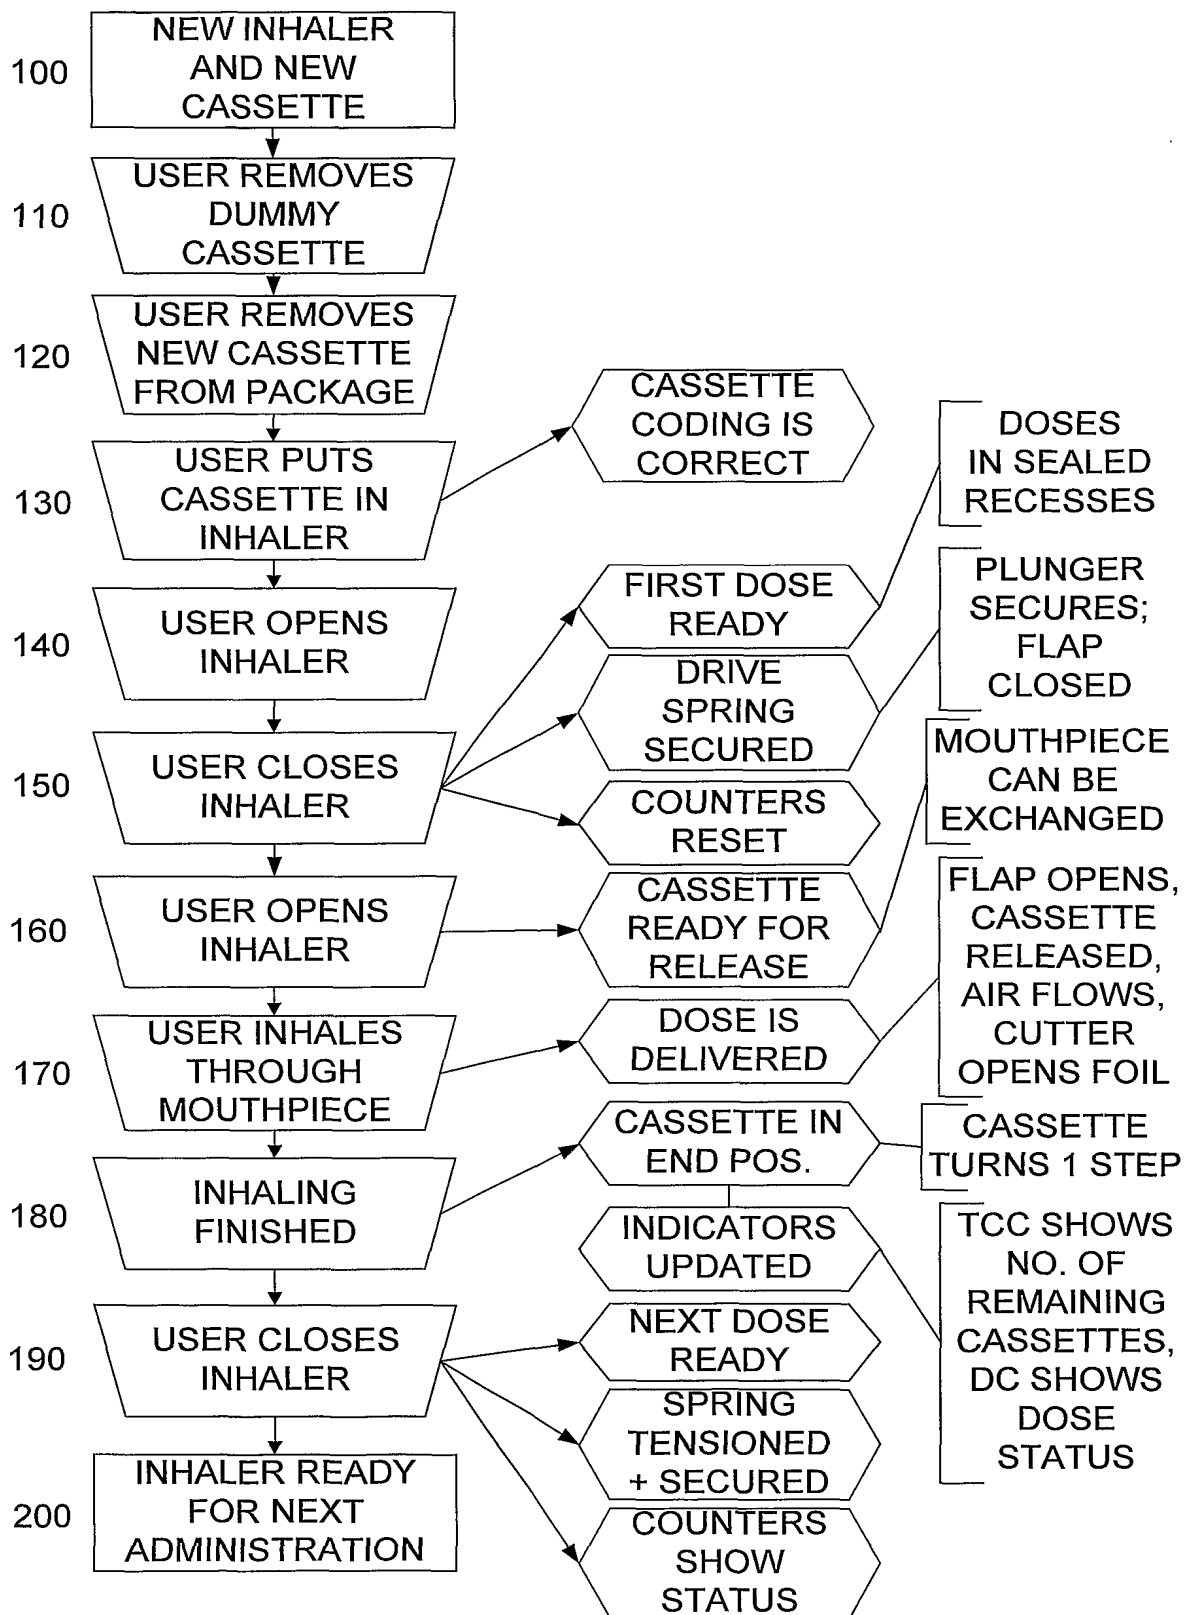 100
NEW INHALER
AND NEW
CASSETTE
110
USER REMOVES
DUMMY
CASSETTE
120
USER REMOVES
NEW CASSETTE
FROM PACKAGE
130
USER PUTS
CASSETTE IN
INHALER
CASSETTE
CODING IS
CORRECT
140
USER OPENS
INHALER
150
USER CLOSES
INHALER
FIRST DOSE
READY
DOSES
IN SEALED
RECESSES
DRIVE
SPRING
SECURED
PLUNGER
SECURES;
FLAP
CLOSED
COUNTERS
RESET
160
USER OPENS
INHALER
CASSETTE
READY FOR
RELEASE
MOUTHPIECE
CAN BE
EXCHANGED
170
USER INHALES
THROUGH
MOUTHPIECE
DOSE IS
DELIVERED
FLAP OPENS,
CASSETTE
RELEASED,
AIR FLOWS,
CUTTER
OPENS FOIL
180
INHALING
FINISHED
CASSETTE IN
END POS.
CASSETTE
TURNS 1 STEP
INDICATORS
UPDATED
TCC SHOWS
NO. OF
REMAINING
CASSETTES,
DC SHOWS
DOSE
STATUS
190
USER CLOSES
INHALER
NEXT DOSE
READY
SPRING
TENSIONED
+ SECURED
COUNTERS
SHOW
STATUS
200
INHALER READY
FOR NEXT
ADMINISTRATION